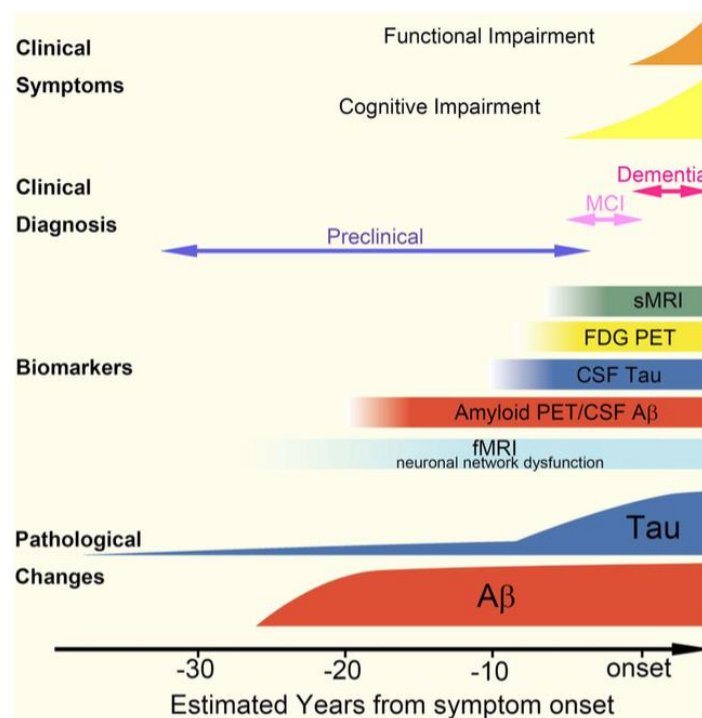 Functional Impairment
Clinical
Symptoms
Cognitive Impairment
Dementia
Clinical
MCI
Diagnosis
Preclinical
sMRI
FDG PET
Biomarkers
CSF Tau
Amyloid PET/CSF Aβ
fMRI
neuronal network dysfunction
Tau
Pathological
Changes
Aβ
-30 -20 -10 onset
Estimated Years from symptom onset